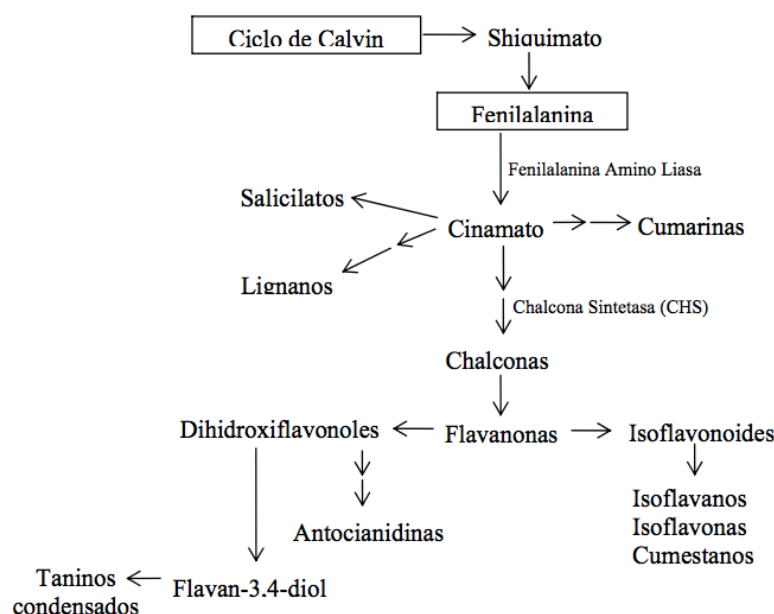 Ciclo de Calvin
Shiquimato
Fenilalanina
Fenilalanina Amino Liasa
Salicilatos
Cinamato
Cumarinas
Lignanos
Chalcona Sintetasa (CHS)
Chalconas
Dihidroxiflavonoles
Flavanonas
Isoflavonoides
Isoflavanos
Isoflavonas
Cumestanos
Antocianidinas
Taninos
condensados
Flavan-3.4-diol